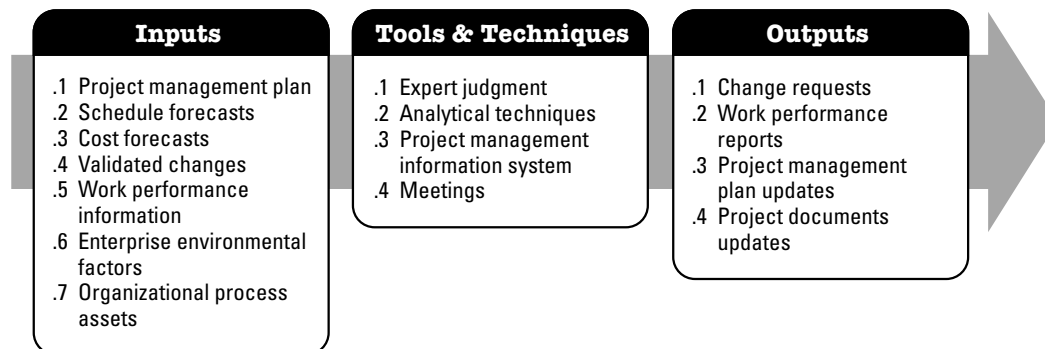 Inputs
.1 Project management plan
.2 Schedule forecasts
.3 Cost forecasts
.4 Validated changes
.5 Work performance
information
.6 Enterprise environmental
factors
.7 Organizational process
assets
Tools & Techniques
.1 Expert judgment
.2 Analytical techniques
.3 Project management
information system
.4 Meetings
Outputs
.1 Change requests
.2 Work performance
reports
.3 Project management
plan updates
.4 Project documents
updates